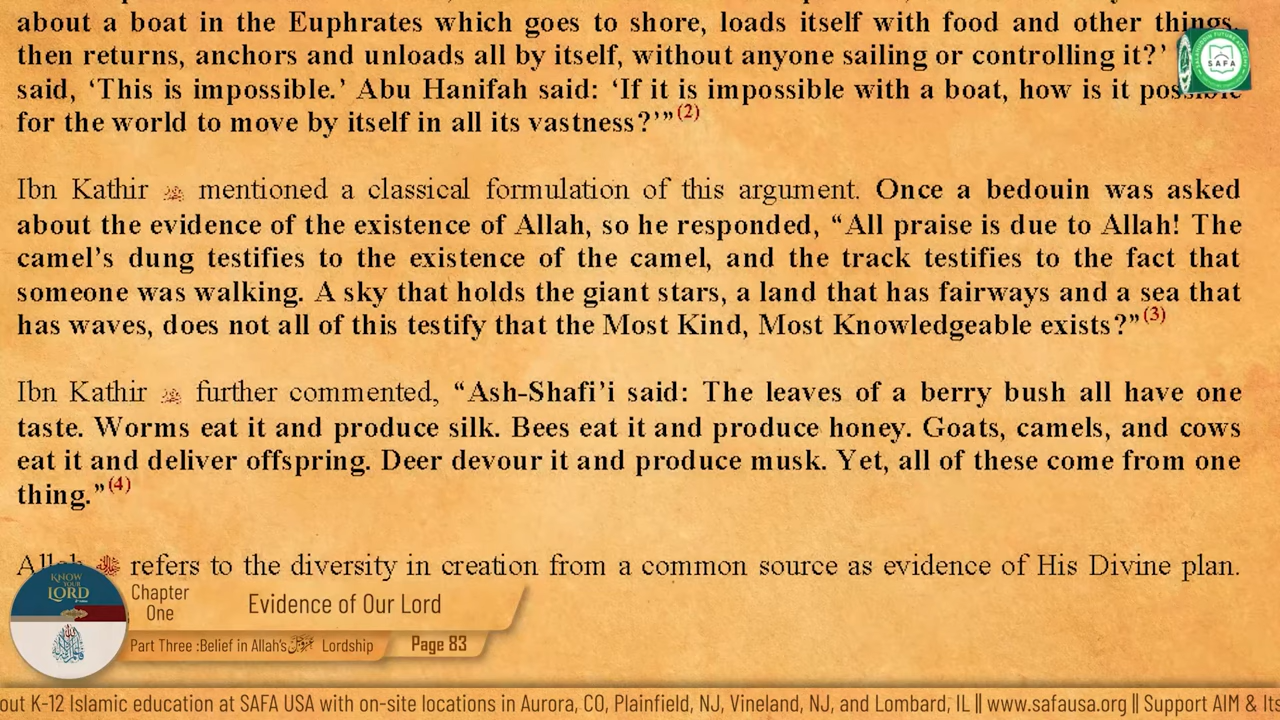 about a boat in the Euphrates which goes to shore, loads itself with food and other things,
then returns, anchors and unloads all by itself, without anyone sailing or controlling it?'
said, ‘This is impossible.’ Abu Hanifah said: ‘If it is impossible with a boat, how is it possible
for the world to move by itself in all its vastness?’”(2)
Ibn Kathir mentioned a classical formulation of this argument. Once a bedouin was asked
about the evidence of the existence of Allah, so he responded, “All praise is due to Allah! The
camel’s dung testifies to the existence of the camel, and the track testifies to the fact that
someone was walking. A sky that holds the giant stars, a land that has fairways and a sea that
has waves, does not all of this testify that the Most Kind, Most Knowledgeable exists?”(3)
Ibn Kathir further commented, “Ash-Shafi’i said: The leaves of a berry bush all have one
taste. Worms eat it and produce silk. Bees eat it and produce honey. Goats, camels, and cows
eat it and deliver offspring. Deer devour it and produce musk. Yet, all of these come from one
thing.”(4)
Allah refers to the diversity in creation from a common source as evidence of His Divine plan.
SAFA
KNOW YOUR LORD
Chapter One
Evidence of Our Lord
Part Three :Belief in Allah's Lordship
Page 83
out K-12 Islamic education at SAFA USA with on-site locations in Aurora, CO, Plainfield, NJ, Vineland, NJ, and Lombard, IL || www.safausa.org || Support AIM & Its